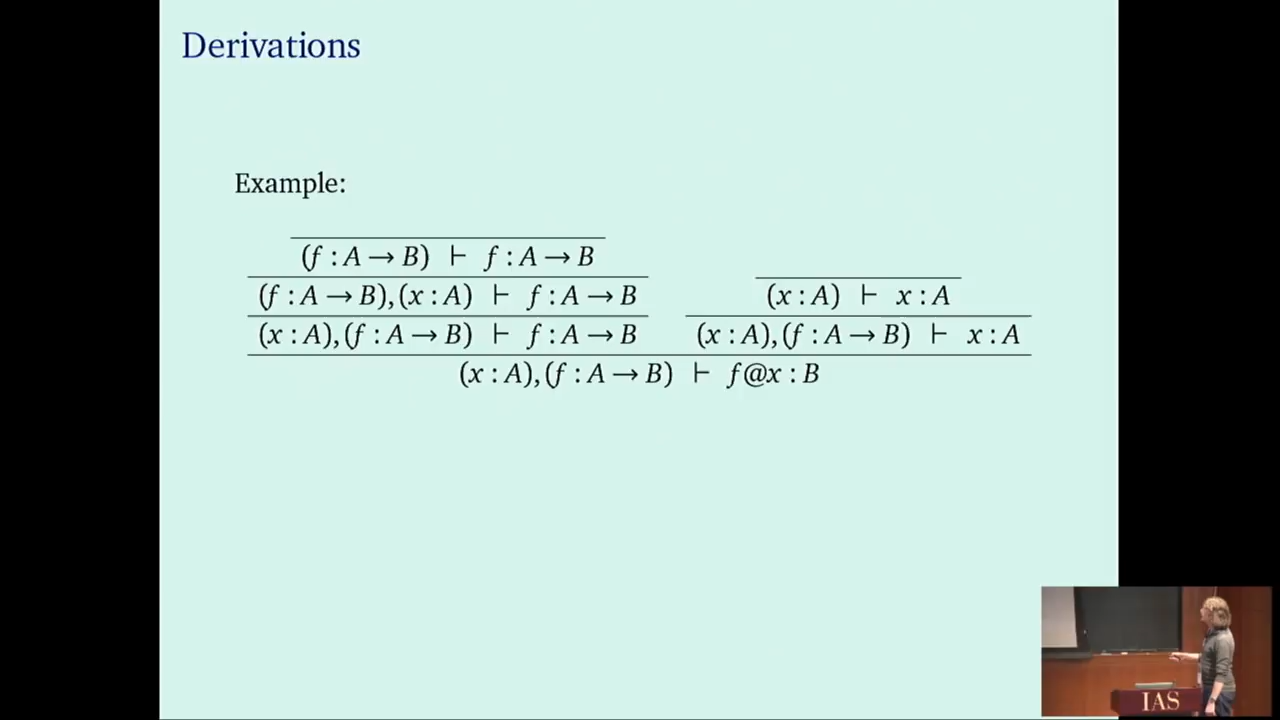 Derivations
Example:
(f : A → B) ⊢ f : A → B
(f : A → B), (x : A) ⊢ f : A → B
(x : A) ⊢ x : A
(x : A), (f : A → B) ⊢ f : A → B
(x : A), (f : A → B) ⊢ x : A
(x : A), (f : A → B) ⊢ f@x : B
IAS